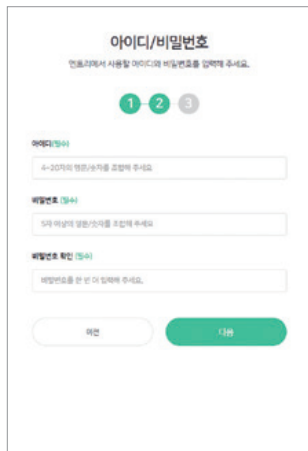 아이디/비밀번호
언톨리에서 사용할 아이디와 비밀번호를 입력해 주세요.
1 2 3
아이디(필수)
4~20자의 영문/숫자를 조합해 주세요
비밀번호 (필수)
5자 이상의 영문/숫자를 조합해 주세요
비밀번호 확인 (필수)
비밀번호를 한 번 더 입력해 주세요.
이전 다음